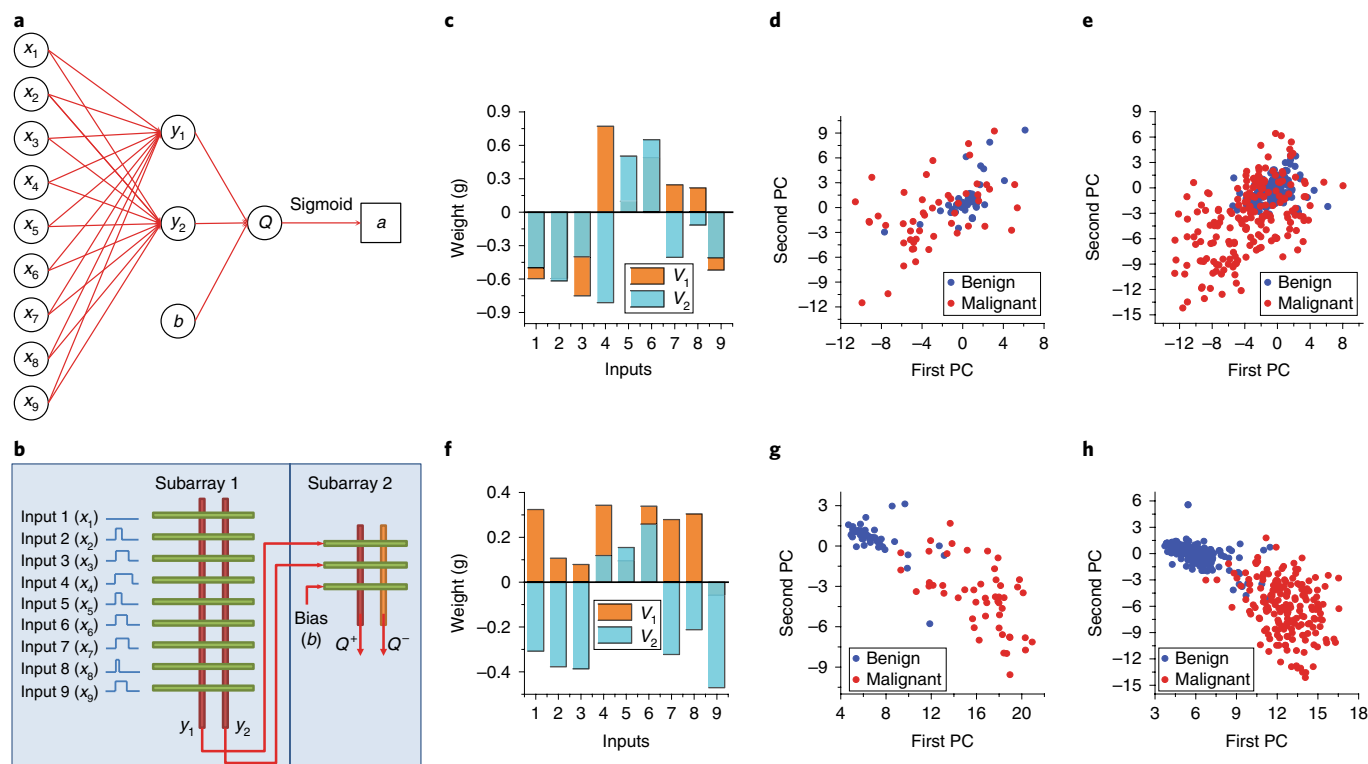 a
x1
x2
x3
x4
x5
x6
x7
x8
x9
y1
y2
b
Q
Sigmoid
a
b
Subarray 1
Subarray 2
Input 1 (x1)
Input 2 (x2)
Input 3 (x3)
Input 4 (x4)
Input 5 (x5)
Input 6 (x6)
Input 7 (x7)
Input 8 (x8)
Input 9 (x9)
y1
y2
Bias
(b)
Q+
Q−
c
Weight (g)
0.9
0.6
0.3
0
−0.3
−0.6
−0.9
V1
V2
1 2 3 4 5 6 7 8 9
Inputs
d
Second PC
9
6
3
0
−3
−6
−9
−12
Benign
Malignant
−12 −8 −4 0 4 8
First PC
e
Second PC
9
6
3
0
−3
−6
−9
−12
−15
Benign
Malignant
−12 −8 −4 0 4 8
First PC
f
Weight (g)
0.4
0.2
0
−0.2
−0.4
V1
V2
1 2 3 4 5 6 7 8 9
Inputs
g
Second PC
3
0
−3
−6
−9
Benign
Malignant
4 8 12 16 20
First PC
h
Second PC
6
3
0
−3
−6
−9
−12
−15
Benign
Malignant
3 6 9 12 15 18
First PC